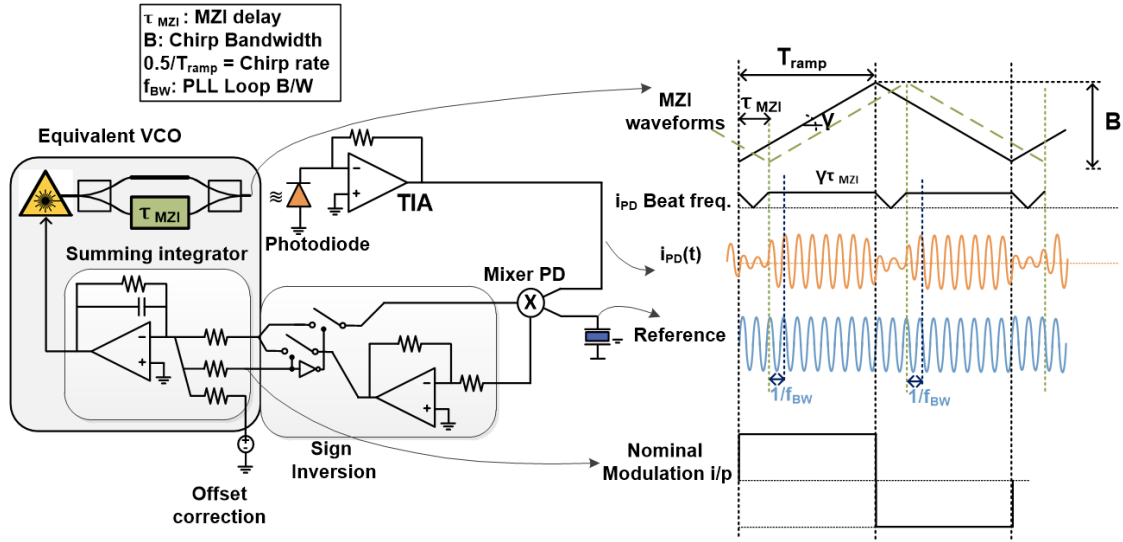 τ MZI : MZI delay
B: Chirp Bandwidth
0.5/Tramp = Chirp rate
fBW: PLL Loop B/W
Equivalent VCO
τ MZI
Summing integrator
Photodiode
TIA
Mixer PD
X
Sign
Inversion
Offset
correction
MZI
waveforms
Tramp
τ MZI
γ
B
iPD Beat freq.
γτ MZI
iPD(t)
Reference
1/fBW
1/fBW
Nominal
Modulation i/p